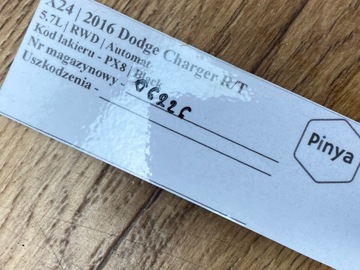 X24 | 2016 Dodge Charger R/T
5,7L | RWD | Automat
Kod lakieru - PX8 | Black
Nr magazynowy - 06226
Uszkodzenia -
Pinya